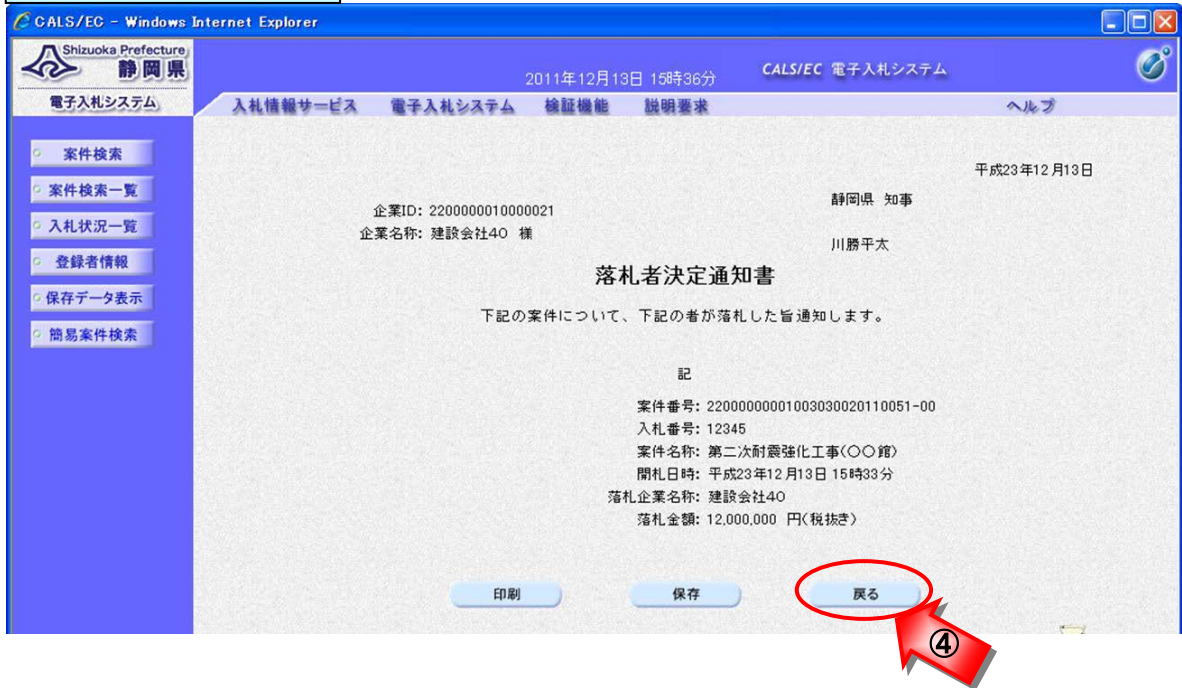 CALS/EC - Windows Internet Explorer
Shizuoka Prefecture
静岡県
2011年12月13日 15時36分
CALS/EC 電子入札システム
電子入札システム
入札情報サービス 電子入札システム 検証機能 説明要求 ヘルプ
案件検索
案件検索一覧
入札状況一覧
登録者情報
保存データ表示
簡易案件検索
平成23年12月13日
静岡県 知事
企業ID: 2200000010000021
企業名称: 建設会社40 様
川勝平太
落札者決定通知書
下記の案件について、下記の者が落札した旨通知します。
記
案件番号: 22000000001003030020110051-00
入札番号: 12345
案件名称: 第二次耐震強化工事(〇〇館)
開札日時: 平成23年12月13日 15時33分
落札企業名称: 建設会社40
落札金額: 12,000,000 円(税抜き)
印刷 保存 戻る
④